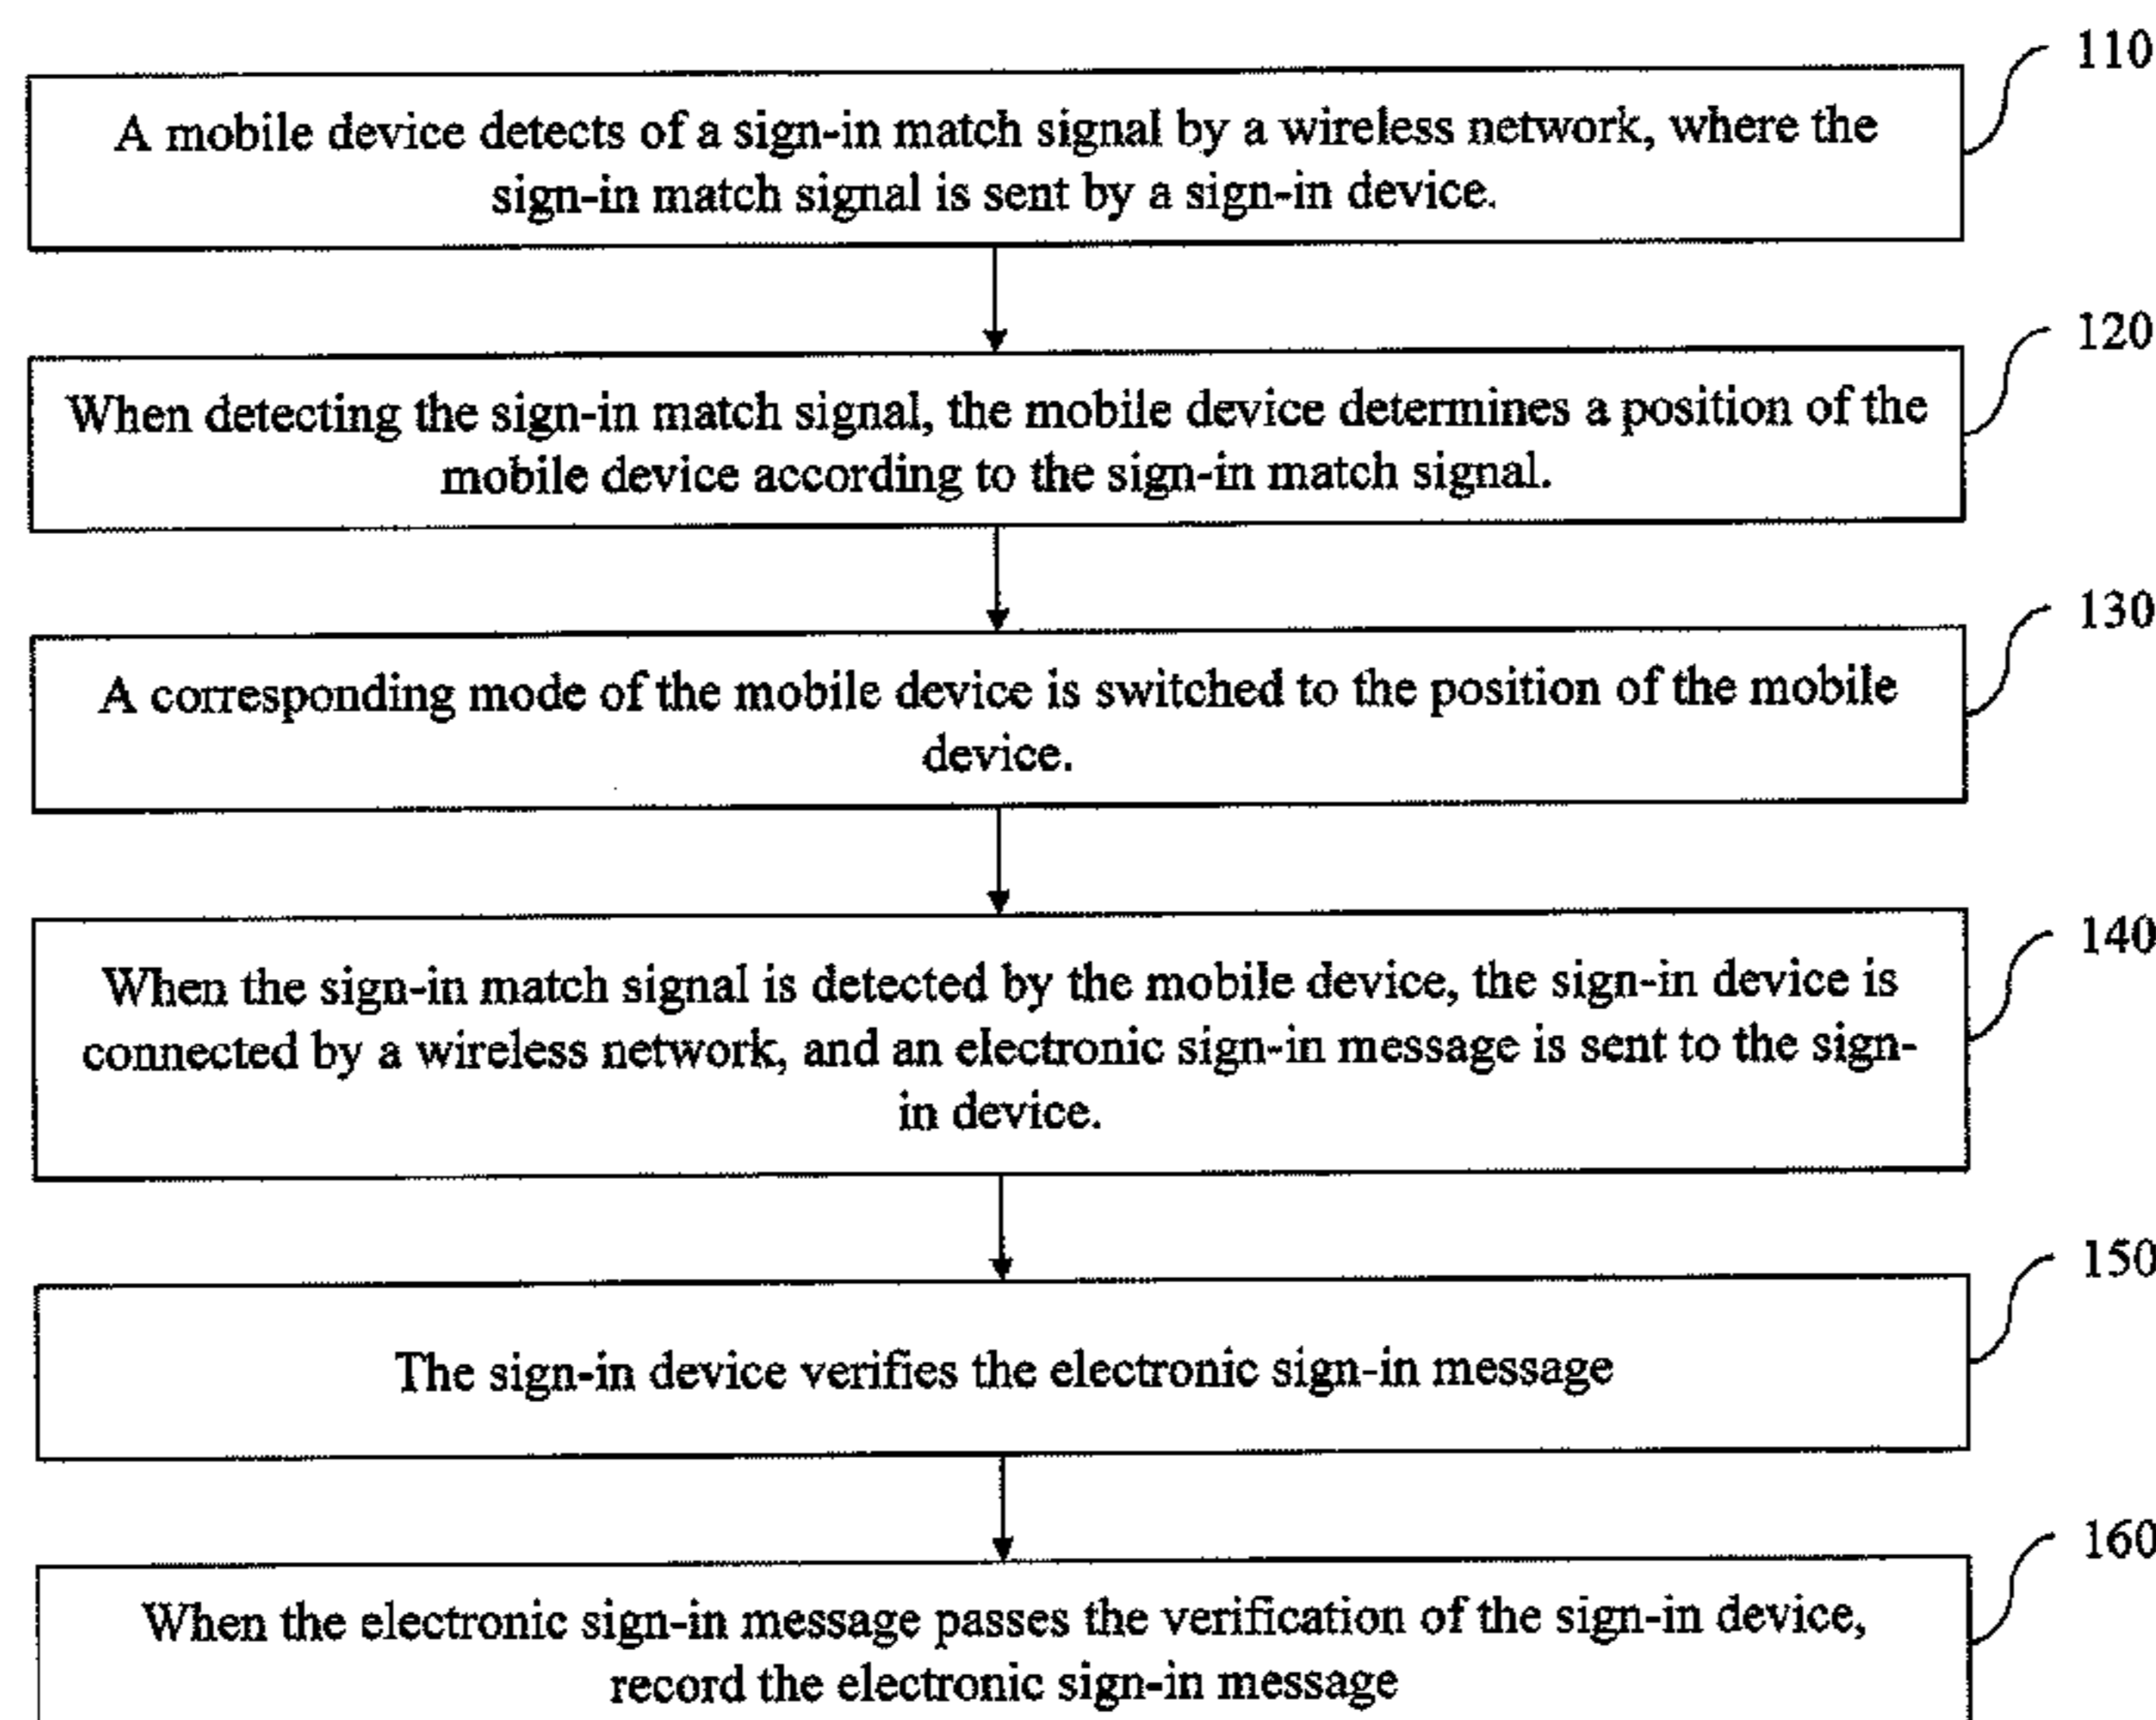 110
A mobile device detects of a sign-in match signal by a wireless network, where the
sign-in match signal is sent by a sign-in device.
120
When detecting the sign-in match signal, the mobile device determines a position of the
mobile device according to the sign-in match signal.
130
A corresponding mode of the mobile device is switched to the position of the mobile
device.
140
When the sign-in match signal is detected by the mobile device, the sign-in device is
connected by a wireless network, and an electronic sign-in message is sent to the sign-
in device.
150
The sign-in device verifies the electronic sign-in message
160
When the electronic sign-in message passes the verification of the sign-in device,
record the electronic sign-in message